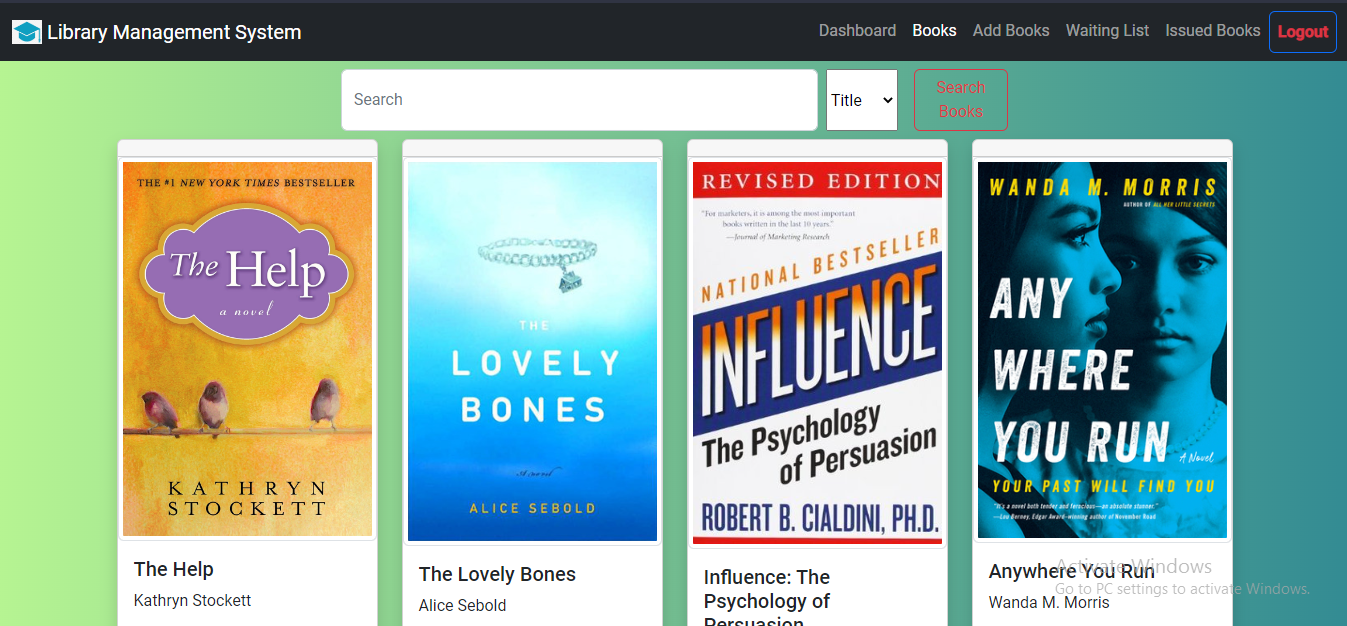 Library Management System
Dashboard Books Add Books Waiting List Issued Books Logout
Search
Title
Search
Books
THE #1 NEW YORK TIMES BESTSELLER
The Help
a novel
KATHRYN
STOCKETT
The Help
Kathryn Stockett
THE
LOVELY
BONES
A novel
ALICE SEBOLD
The Lovely Bones
Alice Sebold
REVISED EDITION
"For marketers, it is among the most important
books written in the last 10 years."
—Journal of Marketing Research
NATIONAL BESTSELLER
INFLUENCE
The Psychology
of Persuasion
ROBERT B. CIALDINI, PH.D.
Influence: The
Psychology of
Persuasion
WANDA M. MORRIS
AUTHOR OF ALL HER LITTLE SECRETS
ANY
WHERE
YOU RUN
A Novel
YOUR PAST WILL FIND YOU
"It's a novel both tender and ferocious—an absolute stunner."
—Lou Berney, Edgar Award–winning author of November Road
Anywhere You Run
Wanda M. Morris
Activate Windows
Go to PC settings to activate Windows.